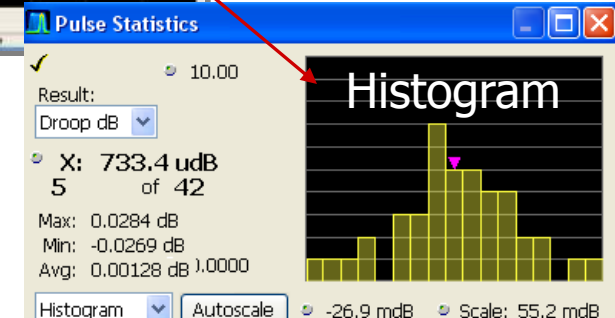 Pulse Statistics
10.00
Result:
Droop dB
X: 733.4 udB
5 of 42
Max: 0.0284 dB
Min: -0.0269 dB
Avg: 0.00128 dB
).0000
Histogram
Histogram
Autoscale
-26.9 mdB
Scale: 55.2 mdB